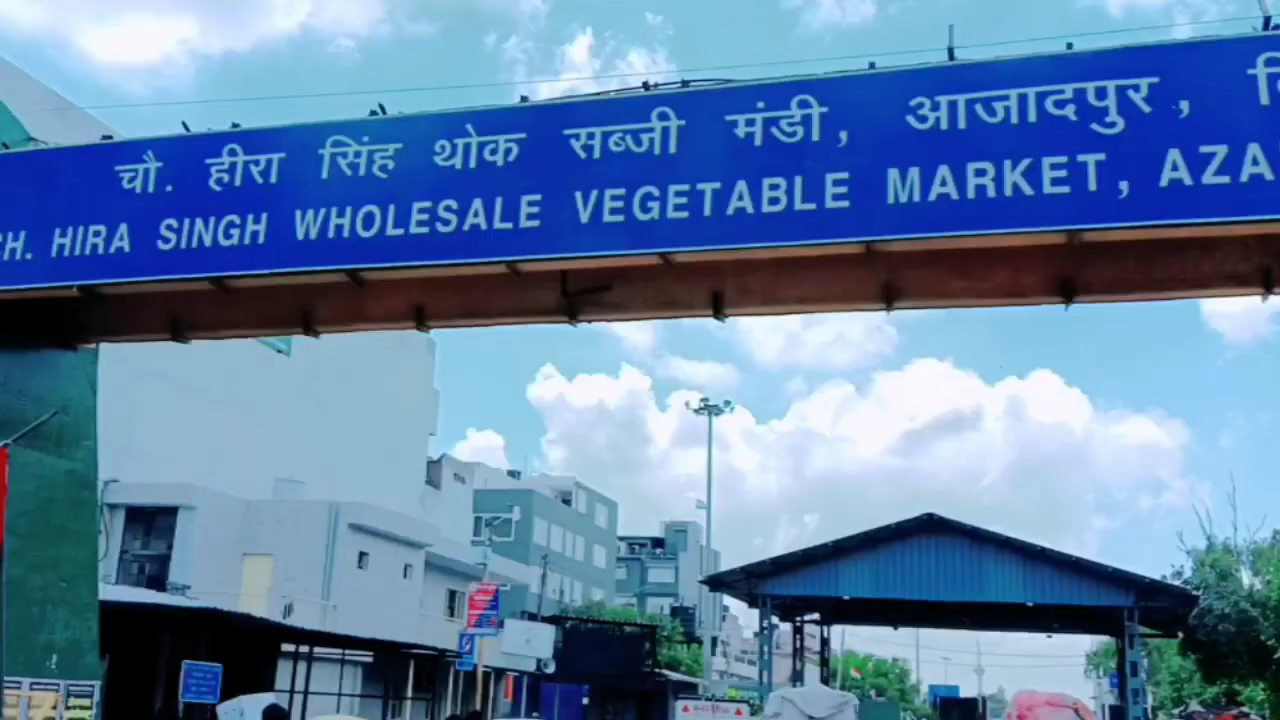 चौ. हीरा सिंह थोक सब्जी मंडी, आजादपुर,
CH. HIRA SINGH WHOLESALE VEGETABLE MARKET, AZA